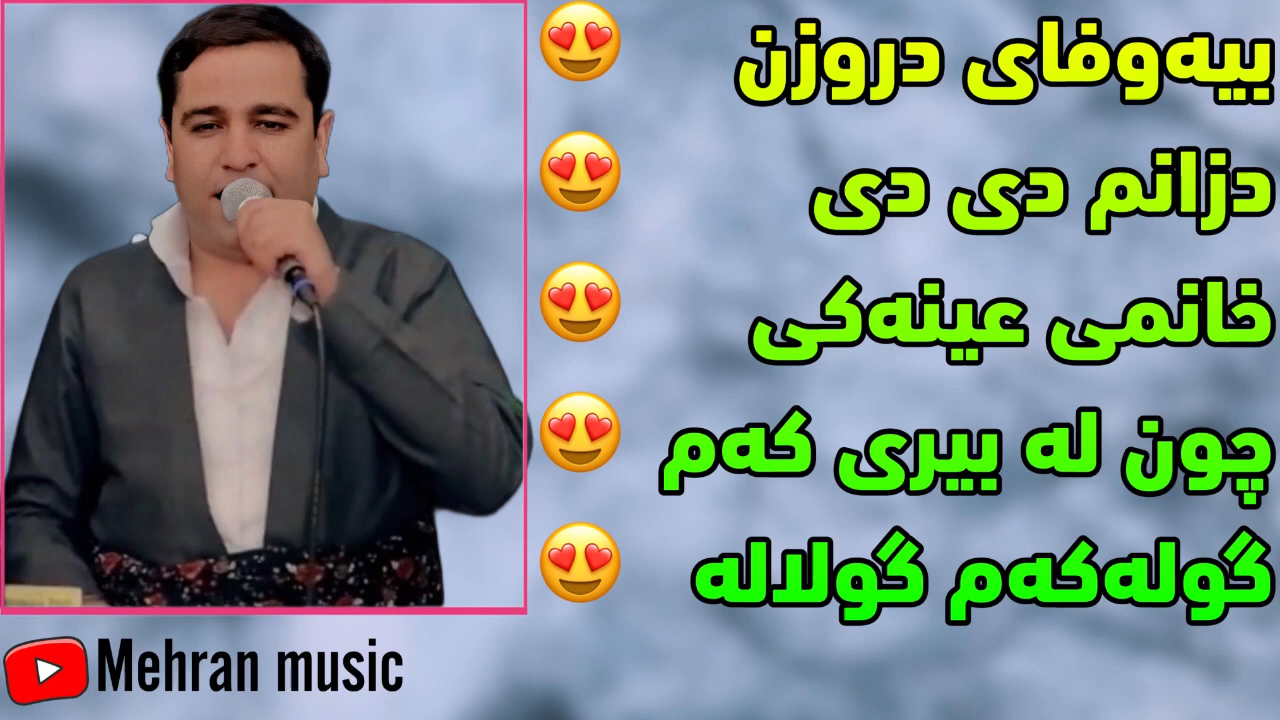 بیەوفای دروزن
دزانم دی دی
خانمی عینەکی
چون لە بیری کەم
گولەکەم گولالە
Mehran music